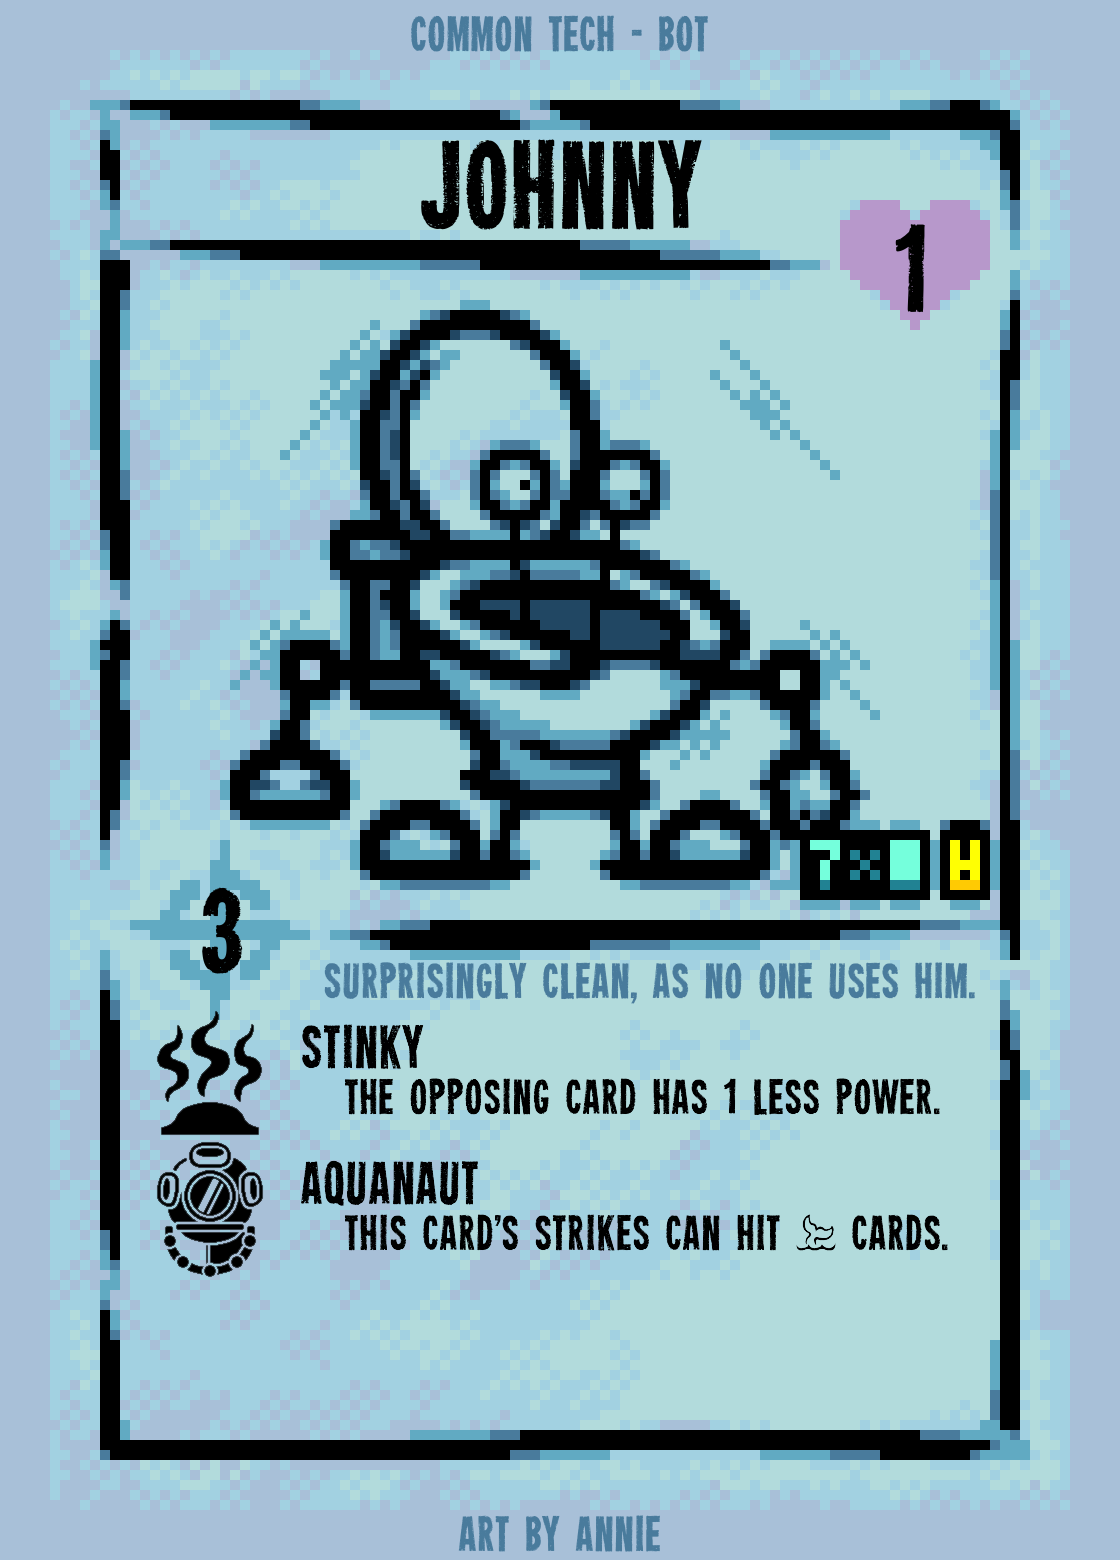 COMMON TECH - BOT
JOHNNY
1
7 X
3
SURPRISINGLY CLEAN, AS NO ONE USES HIM.
STINKY
THE OPPOSING CARD HAS 1 LESS POWER.
AQUANAUT
THIS CARD'S STRIKES CAN HIT CARDS.
ART BY ANNIE